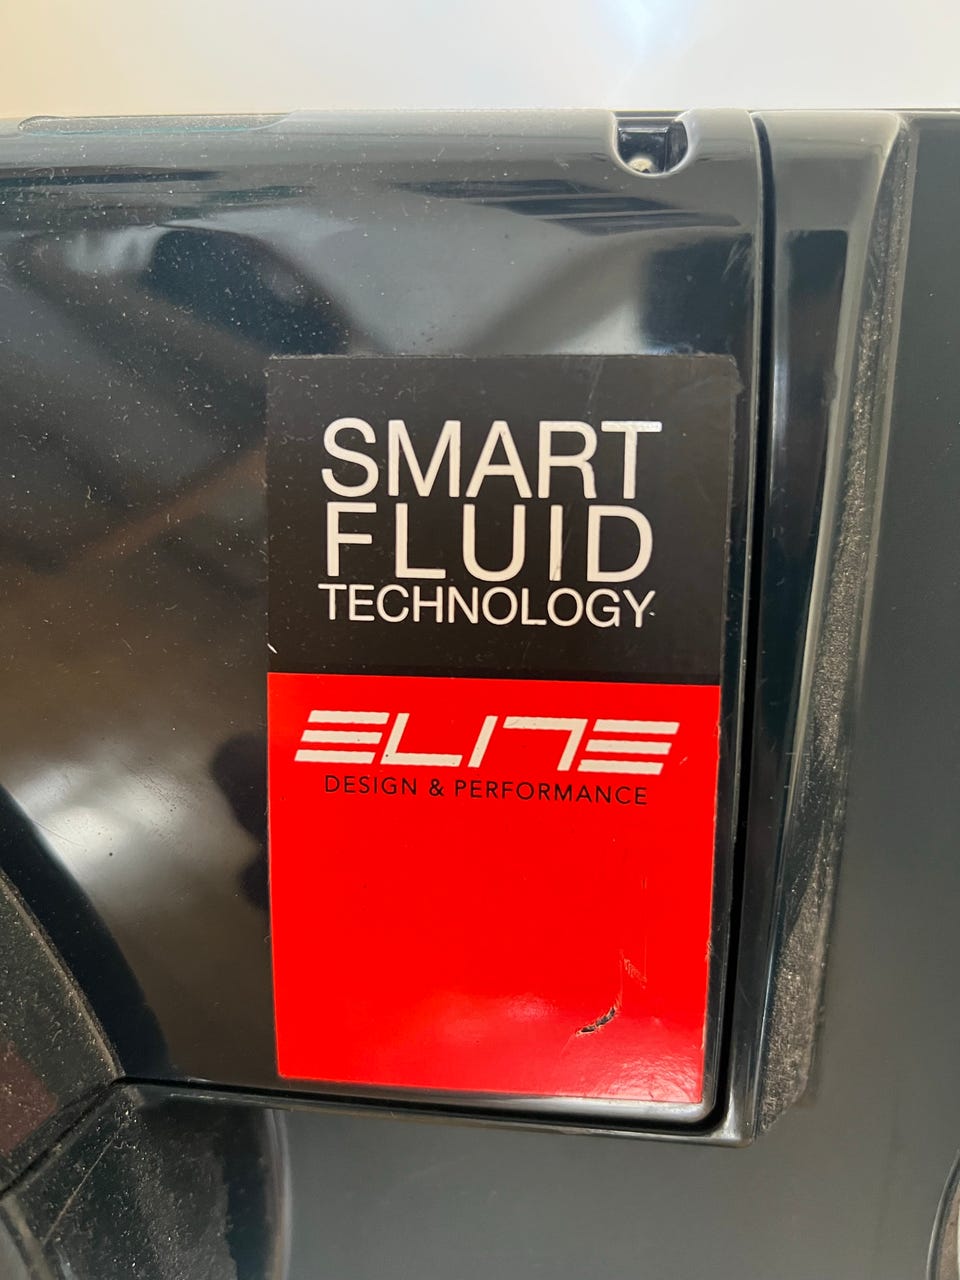 SMART
FLUID
TECHNOLOGY
ELITE
DESIGN & PERFORMANCE